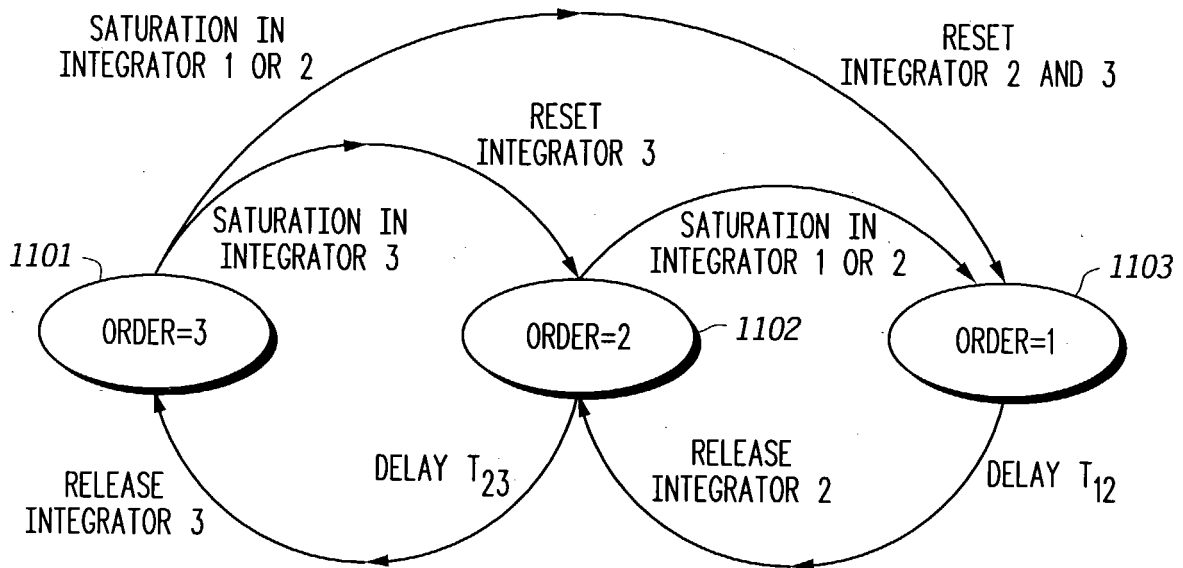 SATURATION IN
INTEGRATOR 1 OR 2
RESET
INTEGRATOR 2 AND 3
RESET
INTEGRATOR 3
SATURATION IN
INTEGRATOR 3
SATURATION IN
INTEGRATOR 1 OR 2
1101
1103
ORDER=3
ORDER=2
1102
ORDER=1
RELEASE
INTEGRATOR 3
DELAY T23
RELEASE
INTEGRATOR 2
DELAY T12